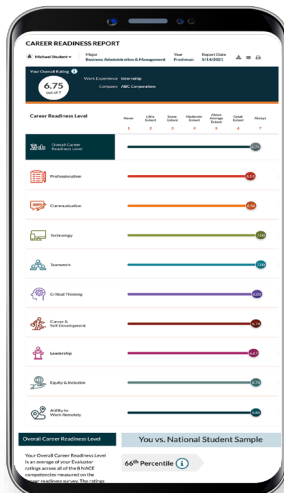 CAREER READINESS REPORT
Michael Student
Major
Business Administration & Management
Year
Freshman
Report Date
5/14/2021
Your Overall Rating
6.75
out of 7
Work Experience Internship
Company ABC Corporation
Career Readiness Level
Never
Little Extent
Some Extent
Moderate Extent
Above Average Extent
Great Extent
Always
1 2 3 4 5 6 7
Overall Career
Readiness Level
Professionalism
Communication
Technology
Teamwork
Critical Thinking
Career &
Self Development
Leadership
Equity & Inclusion
Ability to
Work Remotely
Overall Career Readiness Level
You vs. National Student Sample
Your Overall Career Readiness Level
is an average of your Evaluator
ratings across all of the 8 NACE
competencies measured on the
career readiness survey. The ratings
66th Percentile